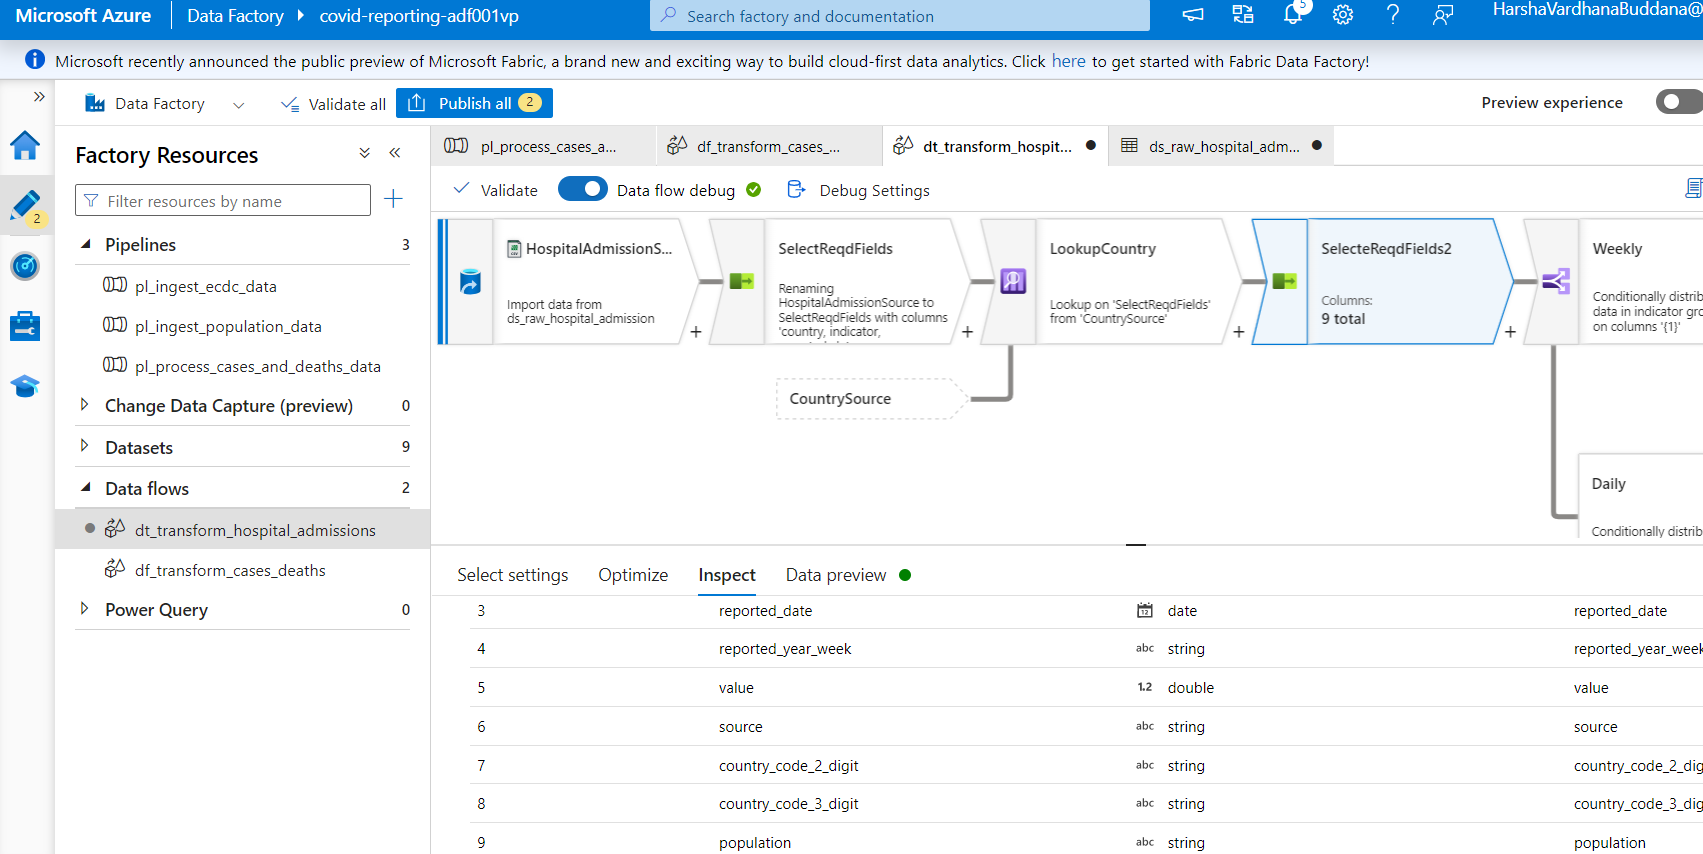 Microsoft Azure
Data Factory
covid-reporting-adf001vp
Search factory and documentation
5
HarshaVardhanaBuddana@
Microsoft recently announced the public preview of Microsoft Fabric, a brand new and exciting way to build cloud-first data analytics. Click here to get started with Fabric Data Factory!
Data Factory
Validate all
Publish all 2
Preview experience
2
Factory Resources
Filter resources by name
Pipelines 3
pl_ingest_ecdc_data
pl_ingest_population_data
pl_process_cases_and_deaths_data
Change Data Capture (preview) 0
Datasets 9
Data flows 2
dt_transform_hospital_admissions
df_transform_cases_deaths
Power Query 0
pl_process_cases_a...
df_transform_cases_...
dt_transform_hospit...
ds_raw_hospital_adm...
Validate
Data flow debug
Debug Settings
HospitalAdmissionS...
Import data from
ds_raw_hospital_admission
+
SelectReqdFields
Renaming
HospitalAdmissionSource to
SelectReqdFields with columns
'country, indicator,
+
LookupCountry
Lookup on 'SelectReqdFields'
from 'CountrySource'
+
SelecteReqdFields2
Columns:
9 total
+
Weekly
Conditionally distrib
data in indicator gro
on columns '{1}'
CountrySource
Daily
Conditionally distrib
Select settings
Optimize
Inspect
Data preview
3 reported_date 12 date reported_date
4 reported_year_week abc string reported_year_week
5 value 1.2 double value
6 source abc string source
7 country_code_2_digit abc string country_code_2_dig
8 country_code_3_digit abc string country_code_3_dig
9 population abc string population